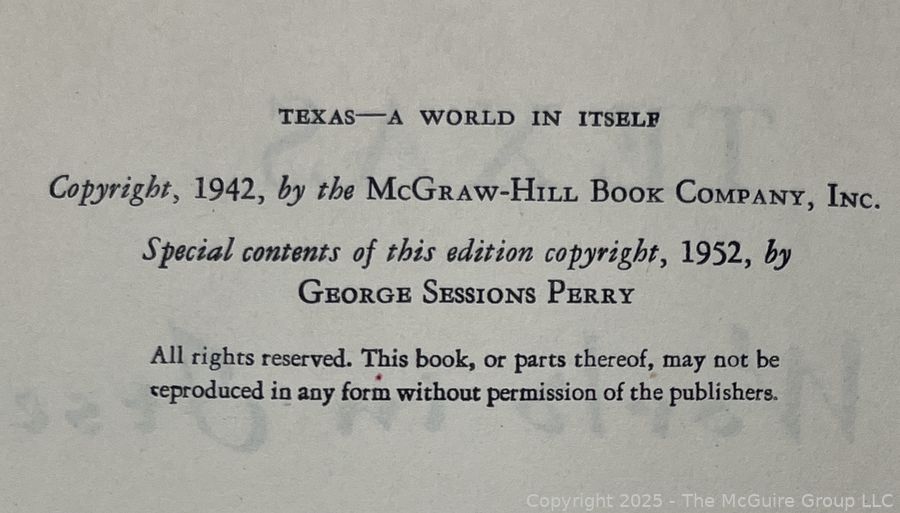 TEXAS—A WORLD IN ITSELF
Copyright, 1942, by the McGraw-Hill Book Company, Inc.
Special contents of this edition copyright, 1952, by
George Sessions Perry
All rights reserved. This book, or parts thereof, may not be
reproduced in any form without permission of the publishers.
Copyright 2025 - The McGuire Group LLC